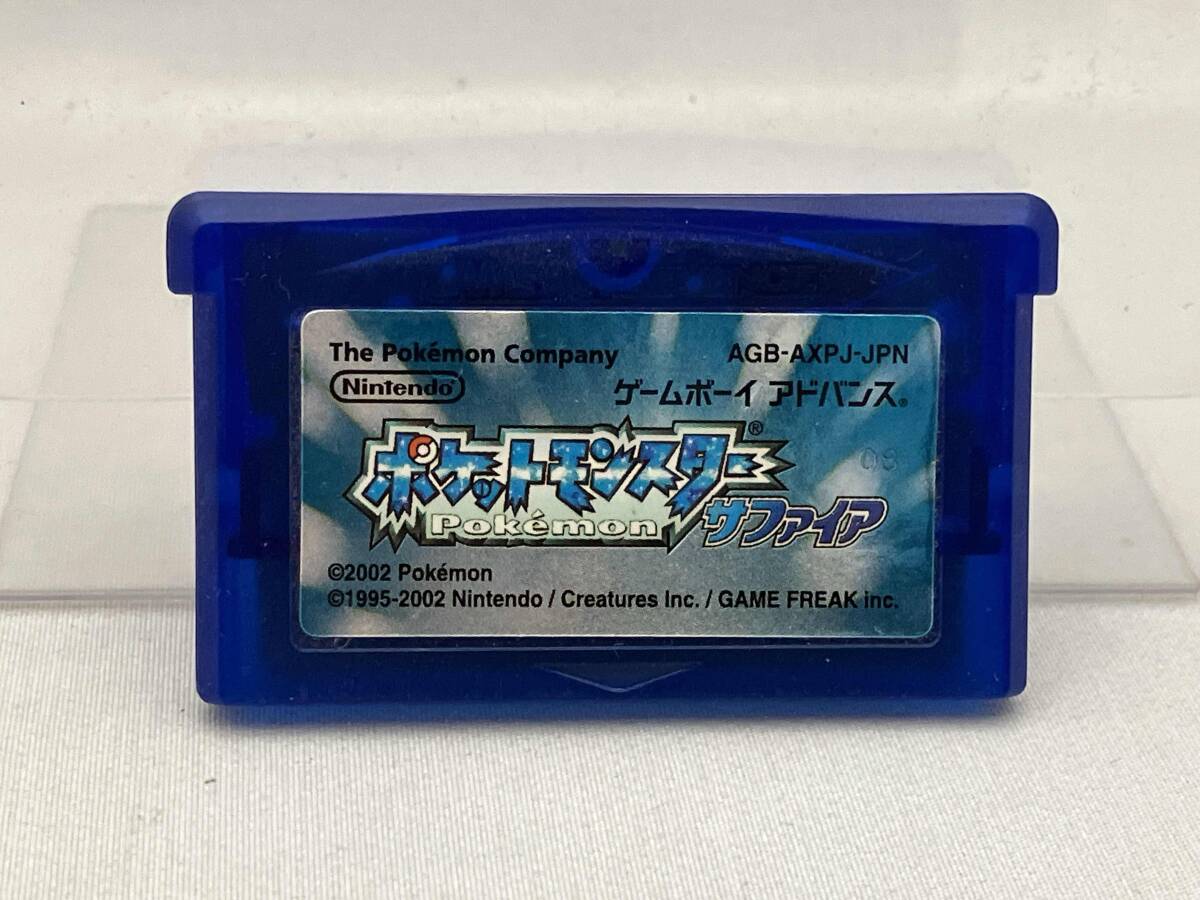 The Pokémon Company
AGB-AXPJ-JPN
Nintendo
ゲームボーイ アドバンス®
ポケットモンスター®
Pokémon
サファイア
©2002 Pokémon
©1995-2002 Nintendo / Creatures Inc. / GAME FREAK inc.